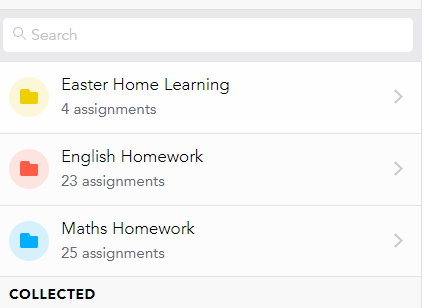 Search
Easter Home Learning
4 assignments
English Homework
23 assignments
Maths Homework
25 assignments
COLLECTED